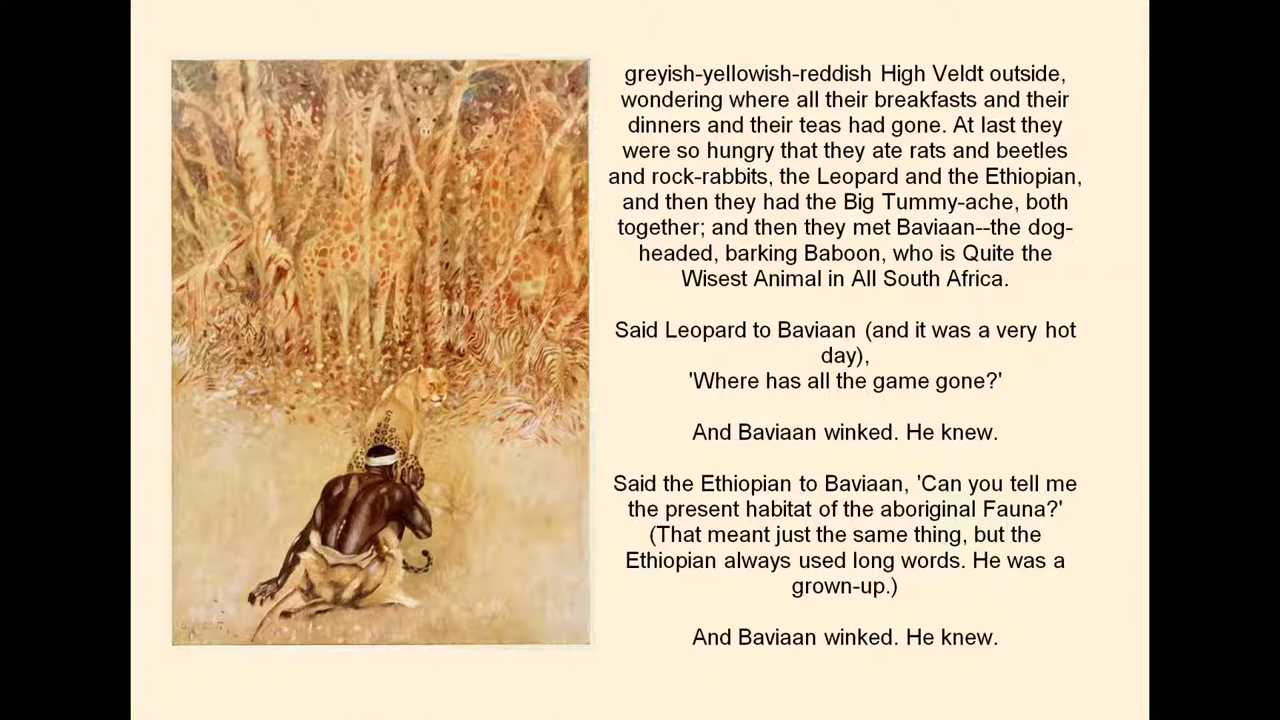 greyish-yellowish-reddish High Veldt outside,
wondering where all their breakfasts and their
dinners and their teas had gone. At last they
were so hungry that they ate rats and beetles
and rock-rabbits, the Leopard and the Ethiopian,
and then they had the Big Tummy-ache, both
together; and then they met Baviaan--the dog-
headed, barking Baboon, who is Quite the
Wisest Animal in All South Africa.
Said Leopard to Baviaan (and it was a very hot
day),
'Where has all the game gone?'
And Baviaan winked. He knew.
Said the Ethiopian to Baviaan, 'Can you tell me
the present habitat of the aboriginal Fauna?'
(That meant just the same thing, but the
Ethiopian always used long words. He was a
grown-up.)
And Baviaan winked. He knew.